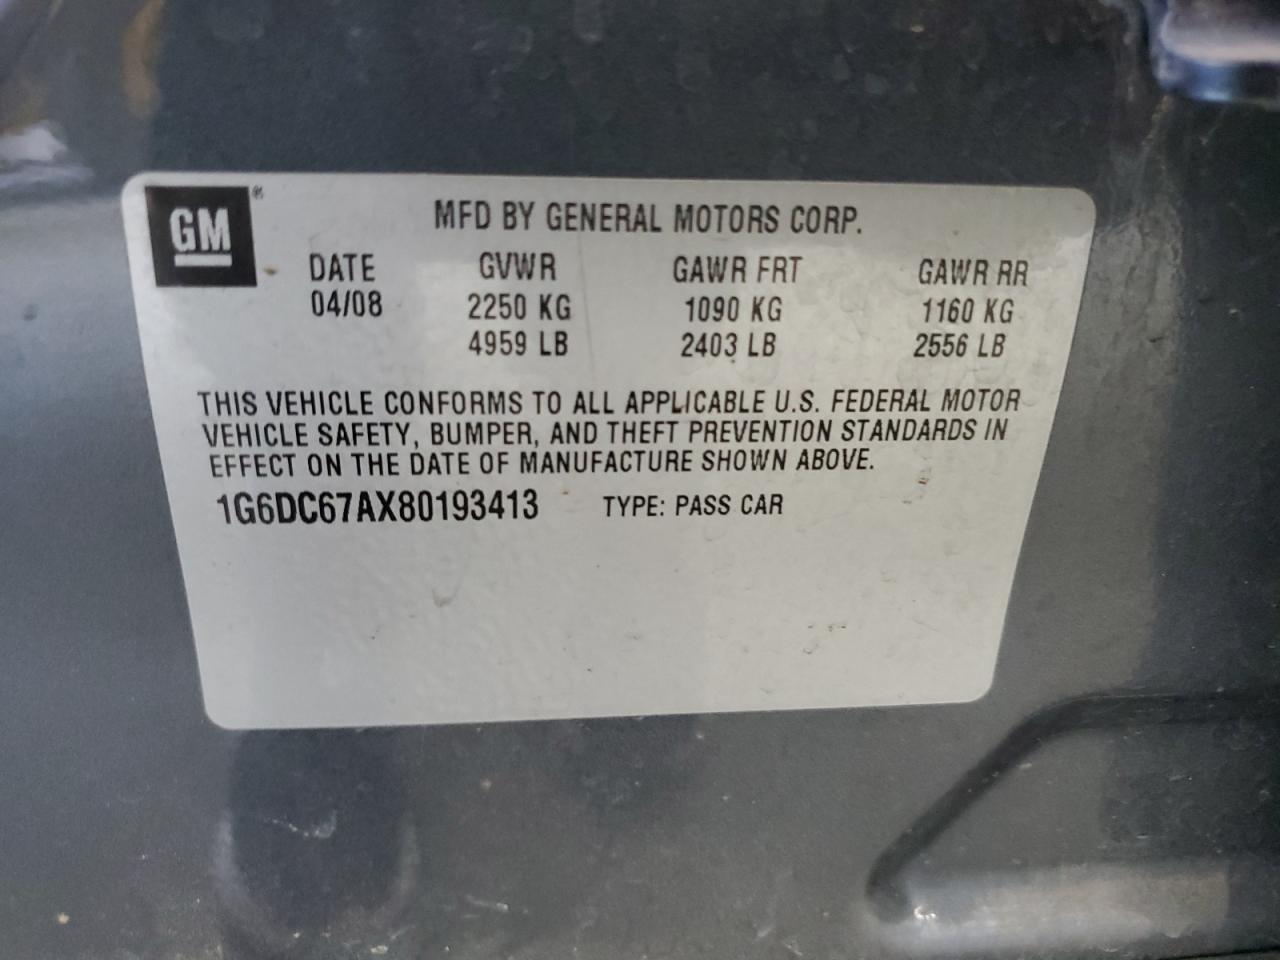 GM ®
MFD BY GENERAL MOTORS CORP.
DATE GVWR GAWR FRT GAWR RR
04/08 2250 KG 1090 KG 1160 KG
4959 LB 2403 LB 2556 LB
THIS VEHICLE CONFORMS TO ALL APPLICABLE U.S. FEDERAL MOTOR
VEHICLE SAFETY, BUMPER, AND THEFT PREVENTION STANDARDS IN
EFFECT ON THE DATE OF MANUFACTURE SHOWN ABOVE.
1G6DC67AX80193413 TYPE: PASS CAR